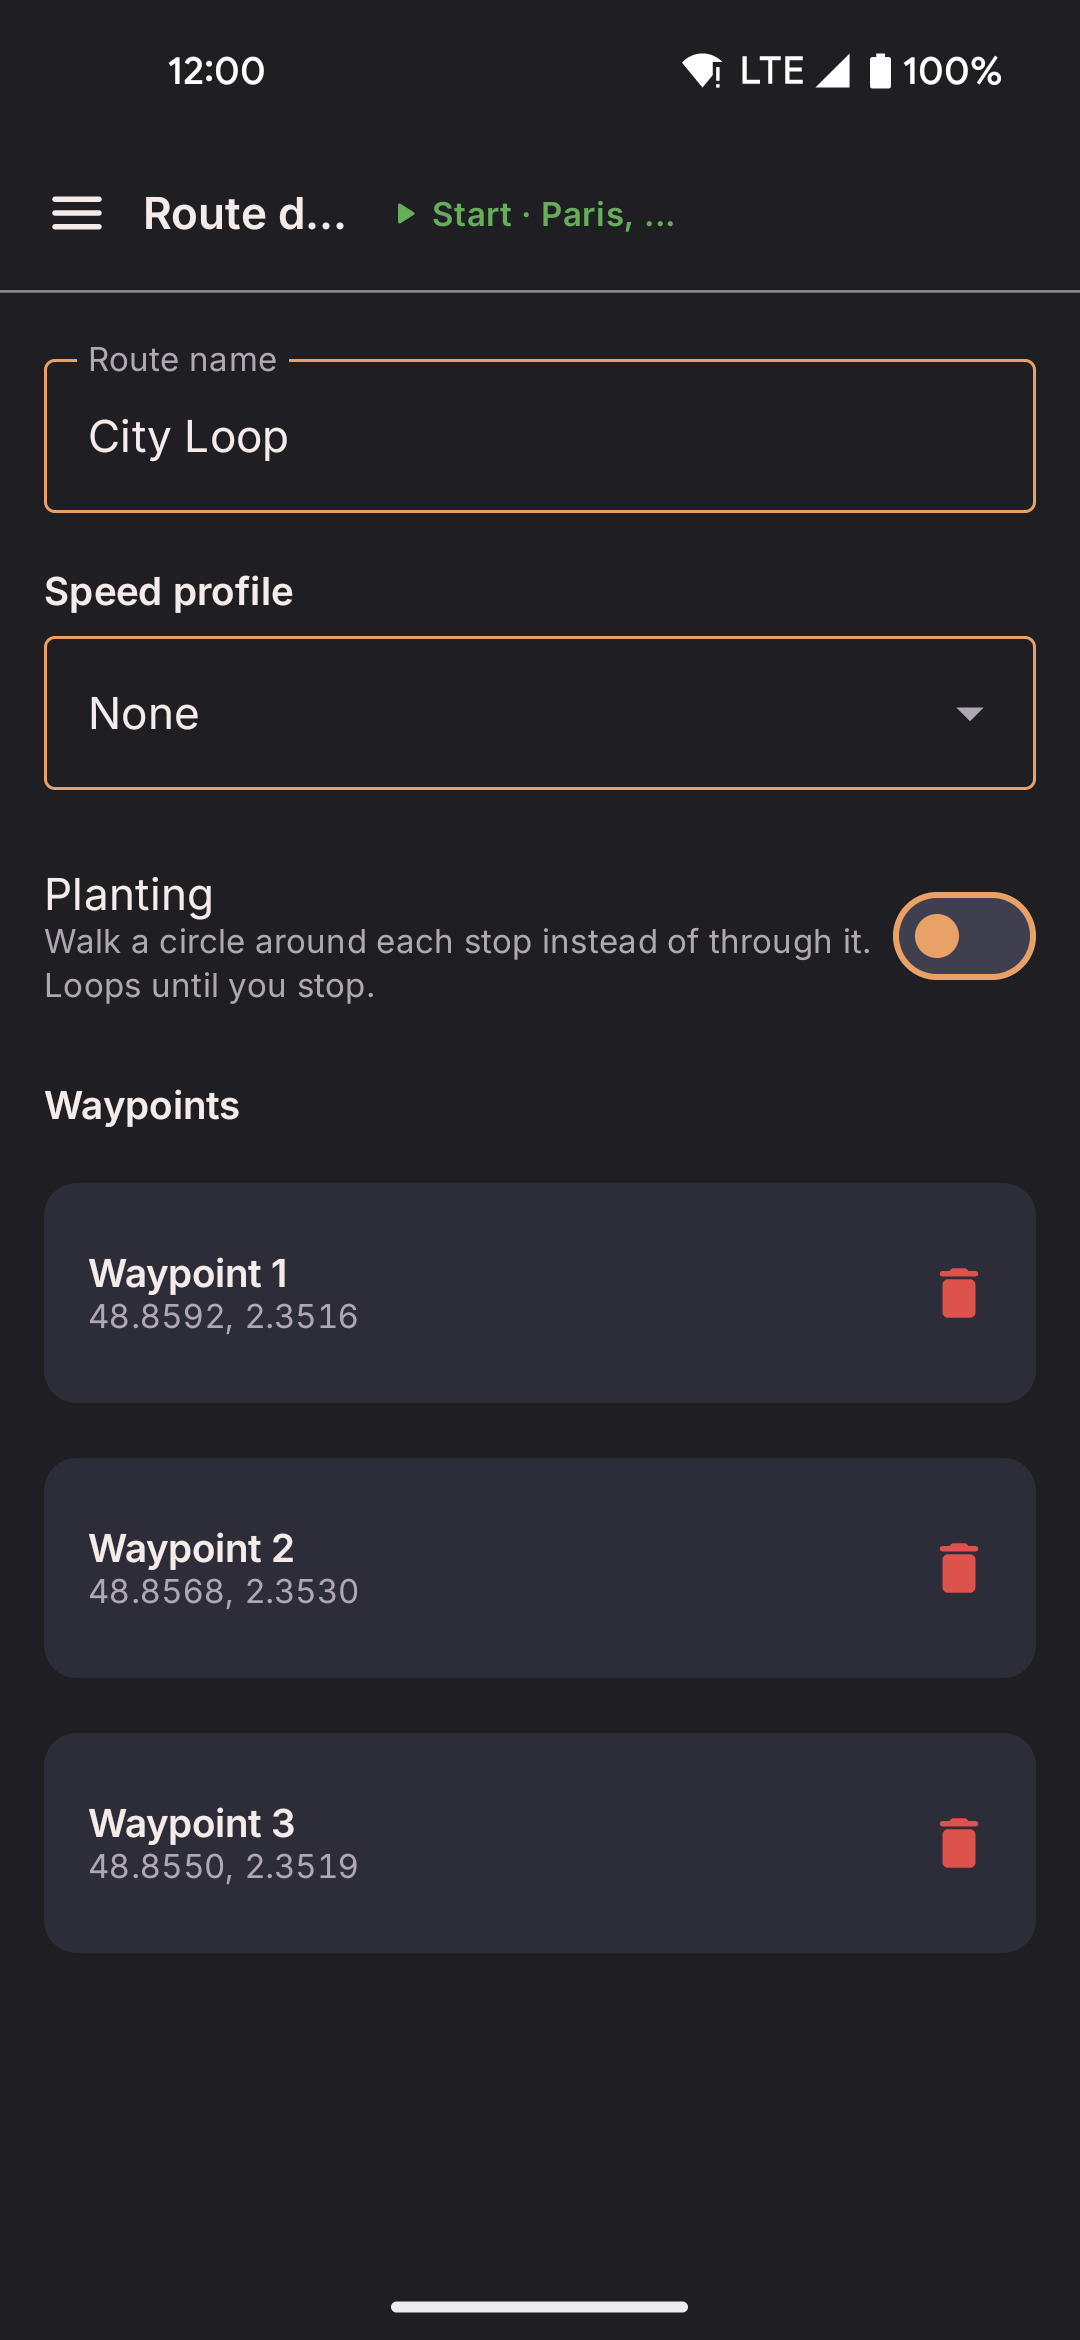 12:00 LTE 100%
Route d... Start · Paris, ...
Route name
City Loop
Speed profile
None
Planting
Walk a circle around each stop instead of through it.
Loops until you stop.
Waypoints
Waypoint 1
48.8592, 2.3516
Waypoint 2
48.8568, 2.3530
Waypoint 3
48.8550, 2.3519